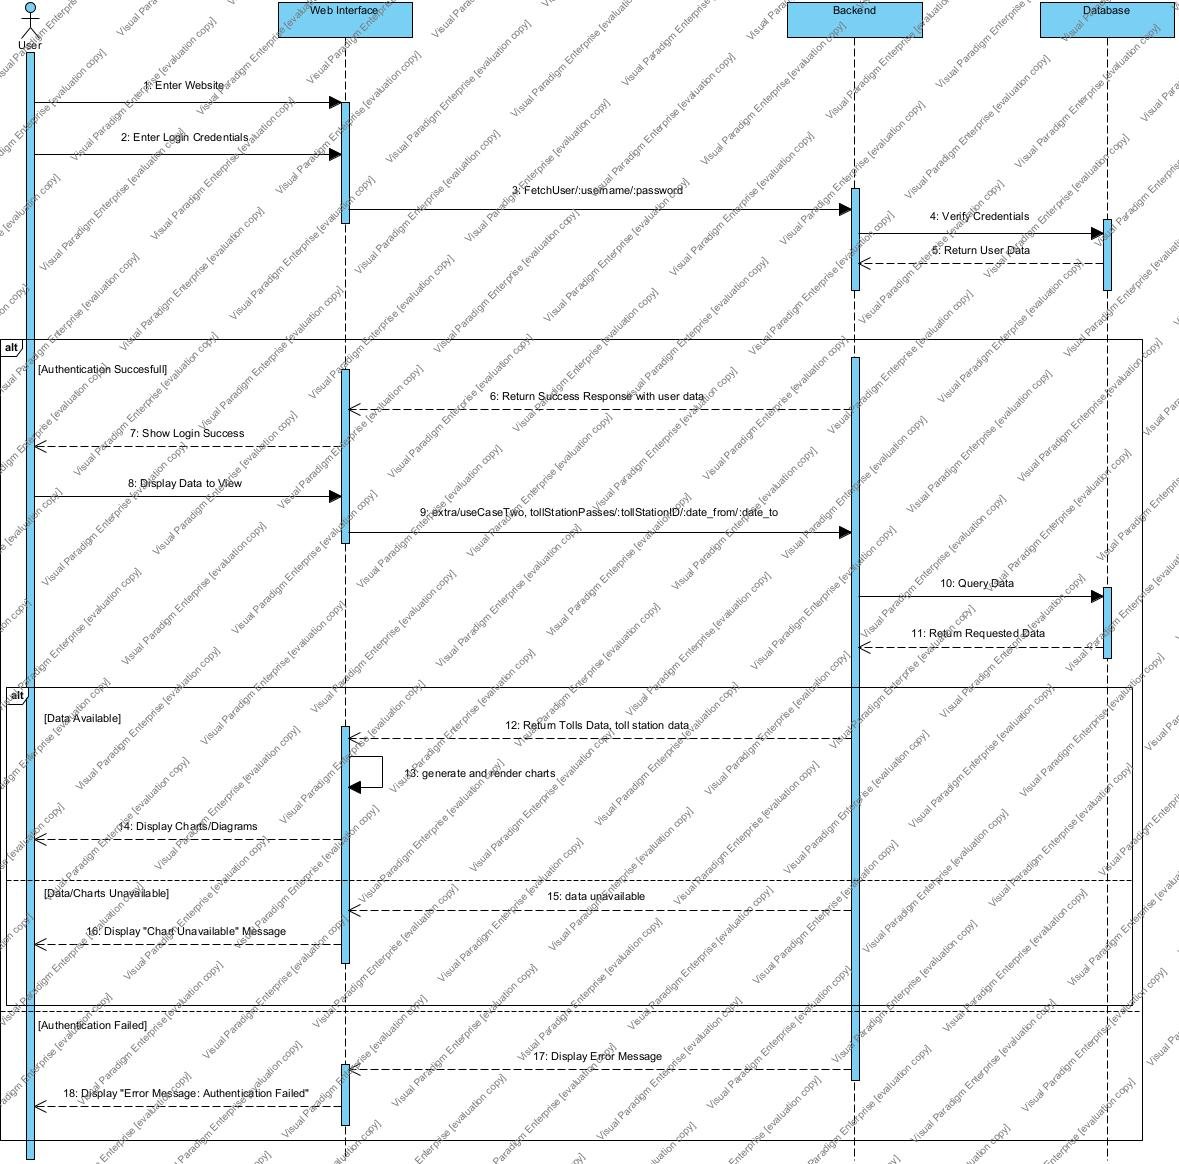 Web Interface
Backend
Database
User
1: Enter Website
2: Enter Login Credentials
3: FetchUser/:username/:password
4: Verify Credentials
5: Return User Data
alt
[Authentication Succesfull]
6: Return Success Response with user data
7: Show Login Success
8: Display Data to View
9: extra/useCaseTwo, tollStationPasses/:tollStationID/:date_from/:date_to
10: Query Data
11: Return Requested Data
alt
[Data Available]
12: Return Tolls Data, toll station data
13: generate and render charts
14: Display Charts/Diagrams
[Data/Charts Unavailable]
15: data unavailable
16: Display "Chart Unavailable" Message
[Authentication Failed]
17: Display Error Message
18: Display "Error Message: Authentication Failed"
Visual Paradigm Enterprise [evaluation copy]